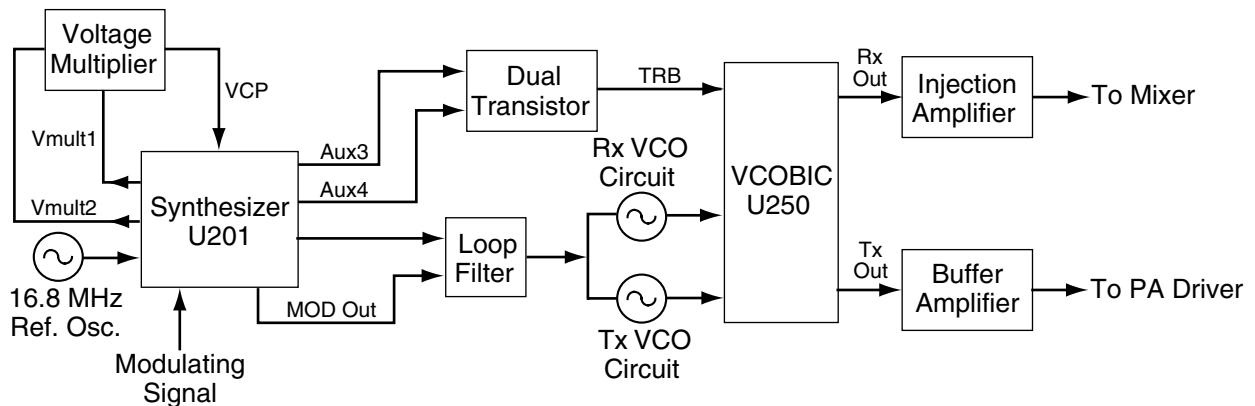 Voltage
Multiplier
VCP
Vmult1
Vmult2
16.8 MHz
Ref. Osc.
Synthesizer
U201
Modulating
Signal
Aux3
Aux4
MOD Out
Dual
Transistor
TRB
Loop
Filter
Rx VCO
Circuit
Tx VCO
Circuit
VCOBIC
U250
Rx
Out
Injection
Amplifier
To Mixer
Tx
Out
Buffer
Amplifier
To PA Driver